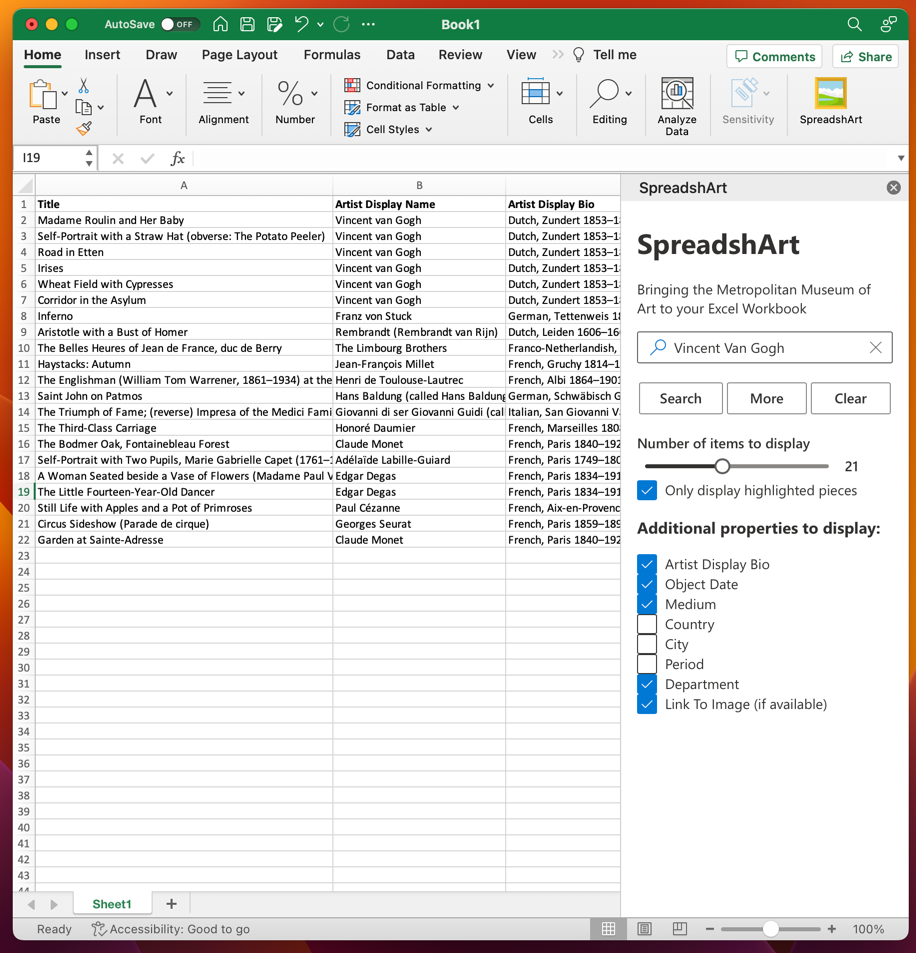 AutoSave OFF Book1
Home Insert Draw Page Layout Formulas Data Review View Tell me Comments Share
Paste Font Alignment Number Conditional Formatting Format as Table Cell Styles Cells Editing Analyze Data Sensitivity SpreadshArt
I19 fx
A B
1 Title Artist Display Name Artist Display Bio
2 Madame Roulin and Her Baby Vincent van Gogh Dutch, Zundert 1853–1
3 Self-Portrait with a Straw Hat (obverse: The Potato Peeler) Vincent van Gogh Dutch, Zundert 1853–1
4 Road in Etten Vincent van Gogh Dutch, Zundert 1853–1
5 Irises Vincent van Gogh Dutch, Zundert 1853–1
6 Wheat Field with Cypresses Vincent van Gogh Dutch, Zundert 1853–1
7 Corridor in the Asylum Vincent van Gogh Dutch, Zundert 1853–1
8 Inferno Franz von Stuck German, Tettenweis 18
9 Aristotle with a Bust of Homer Rembrandt (Rembrandt van Rijn) Dutch, Leiden 1606–16
10 The Belles Heures of Jean de France, duc de Berry The Limbourg Brothers Franco-Netherlandish,
11 Haystacks: Autumn Jean-François Millet French, Gruchy 1814–1
12 The Englishman (William Tom Warrener, 1861–1934) at the Henri de Toulouse-Lautrec French, Albi 1864–1901
13 Saint John on Patmos Hans Baldung (called Hans Baldung German, Schwäbisch G
14 The Triumph of Fame; (reverse) Impresa of the Medici Fami Giovanni di ser Giovanni Guidi (cal Italian, San Giovanni V
15 The Third-Class Carriage Honoré Daumier French, Marseilles 180
16 The Bodmer Oak, Fontainebleau Forest Claude Monet French, Paris 1840–192
17 Self-Portrait with Two Pupils, Marie Gabrielle Capet (1761–1 Adélaïde Labille-Guiard French, Paris 1749–180
18 A Woman Seated beside a Vase of Flowers (Madame Paul V Edgar Degas French, Paris 1834–191
19 The Little Fourteen-Year-Old Dancer Edgar Degas French, Paris 1834–191
20 Still Life with Apples and a Pot of Primroses Paul Cézanne French, Aix-en-Provenc
21 Circus Sideshow (Parade de cirque) Georges Seurat French, Paris 1859–189
22 Garden at Sainte-Adresse Claude Monet French, Paris 1840–192
23
24
25
26
27
28
29
30
31
32
33
34
35
36
37
38
39
40
41
42
43
44
SpreadshArt
SpreadshArt
Bringing the Metropolitan Museum of
Art to your Excel Workbook
Vincent Van Gogh
Search More Clear
Number of items to display
21
Only display highlighted pieces
Additional properties to display:
Artist Display Bio
Object Date
Medium
Country
City
Period
Department
Link To Image (if available)
Sheet1 +
Ready Accessibility: Good to go 100%